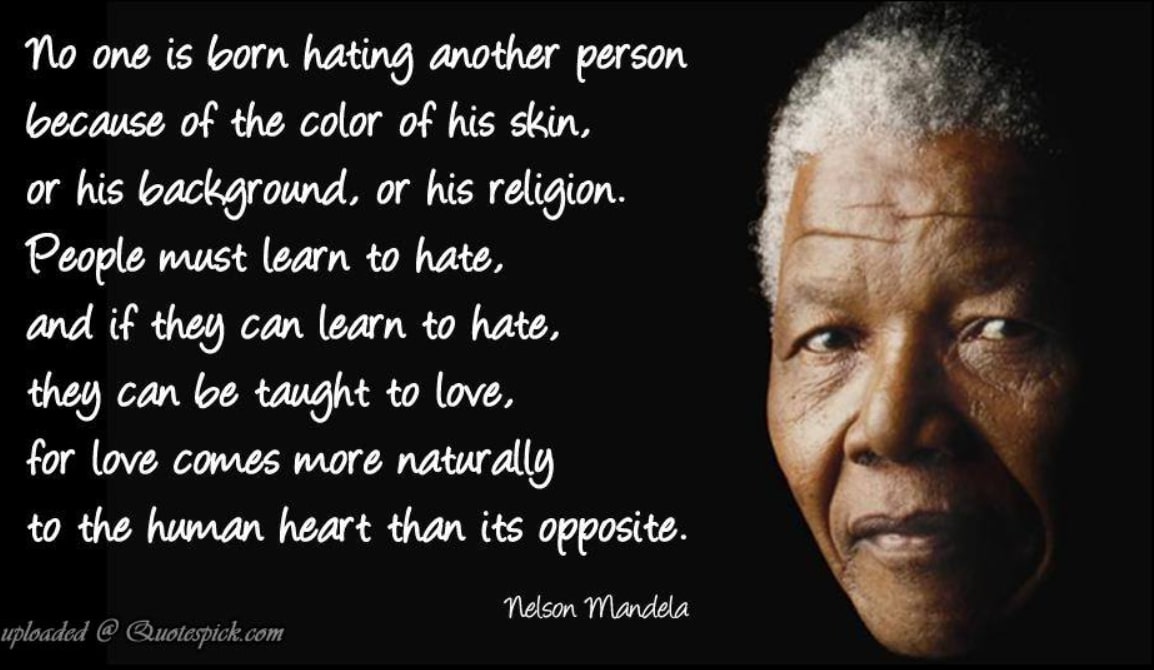 No one is born hating another person
because of the color of his skin,
or his background, or his religion.
People must learn to hate,
and if they can learn to hate,
they can be taught to love,
for love comes more naturally
to the human heart than its opposite.
Nelson Mandela
uploaded @ Quotespick.com